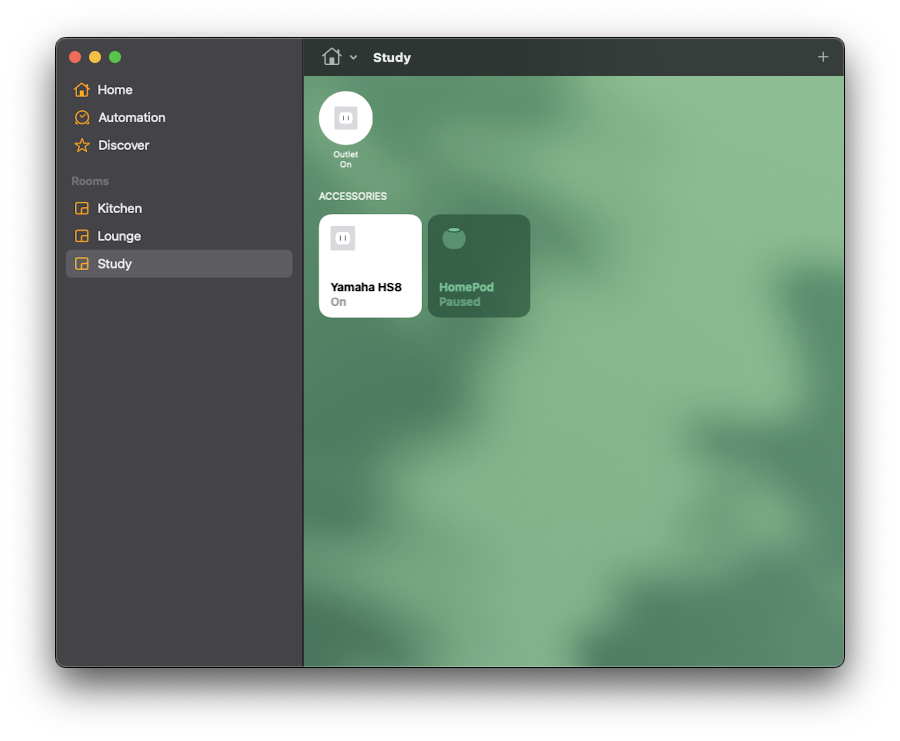 Study
Home
Automation
Discover
Rooms
Kitchen
Lounge
Study
Outlet
On
ACCESSORIES
Yamaha HS8
On
HomePod
Paused